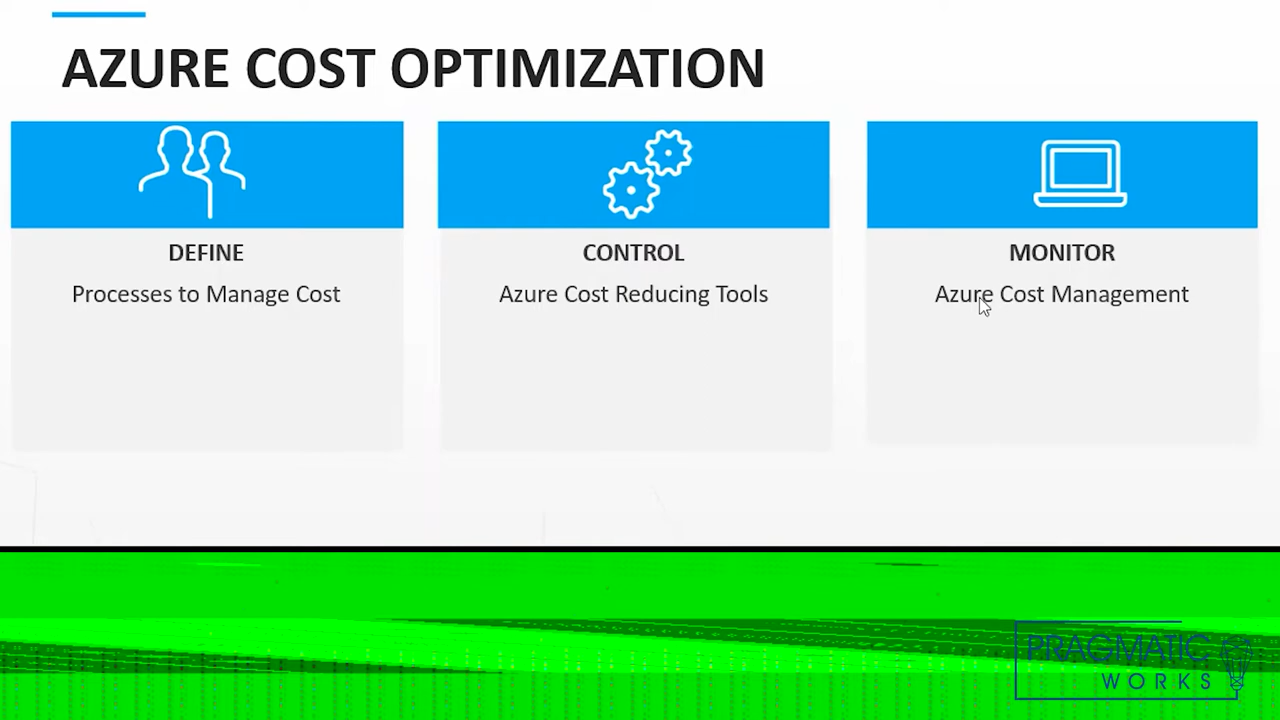 AZURE COST OPTIMIZATION
DEFINE
Processes to Manage Cost
CONTROL
Azure Cost Reducing Tools
MONITOR
Azure Cost Management
PRAGMATIC
WORKS